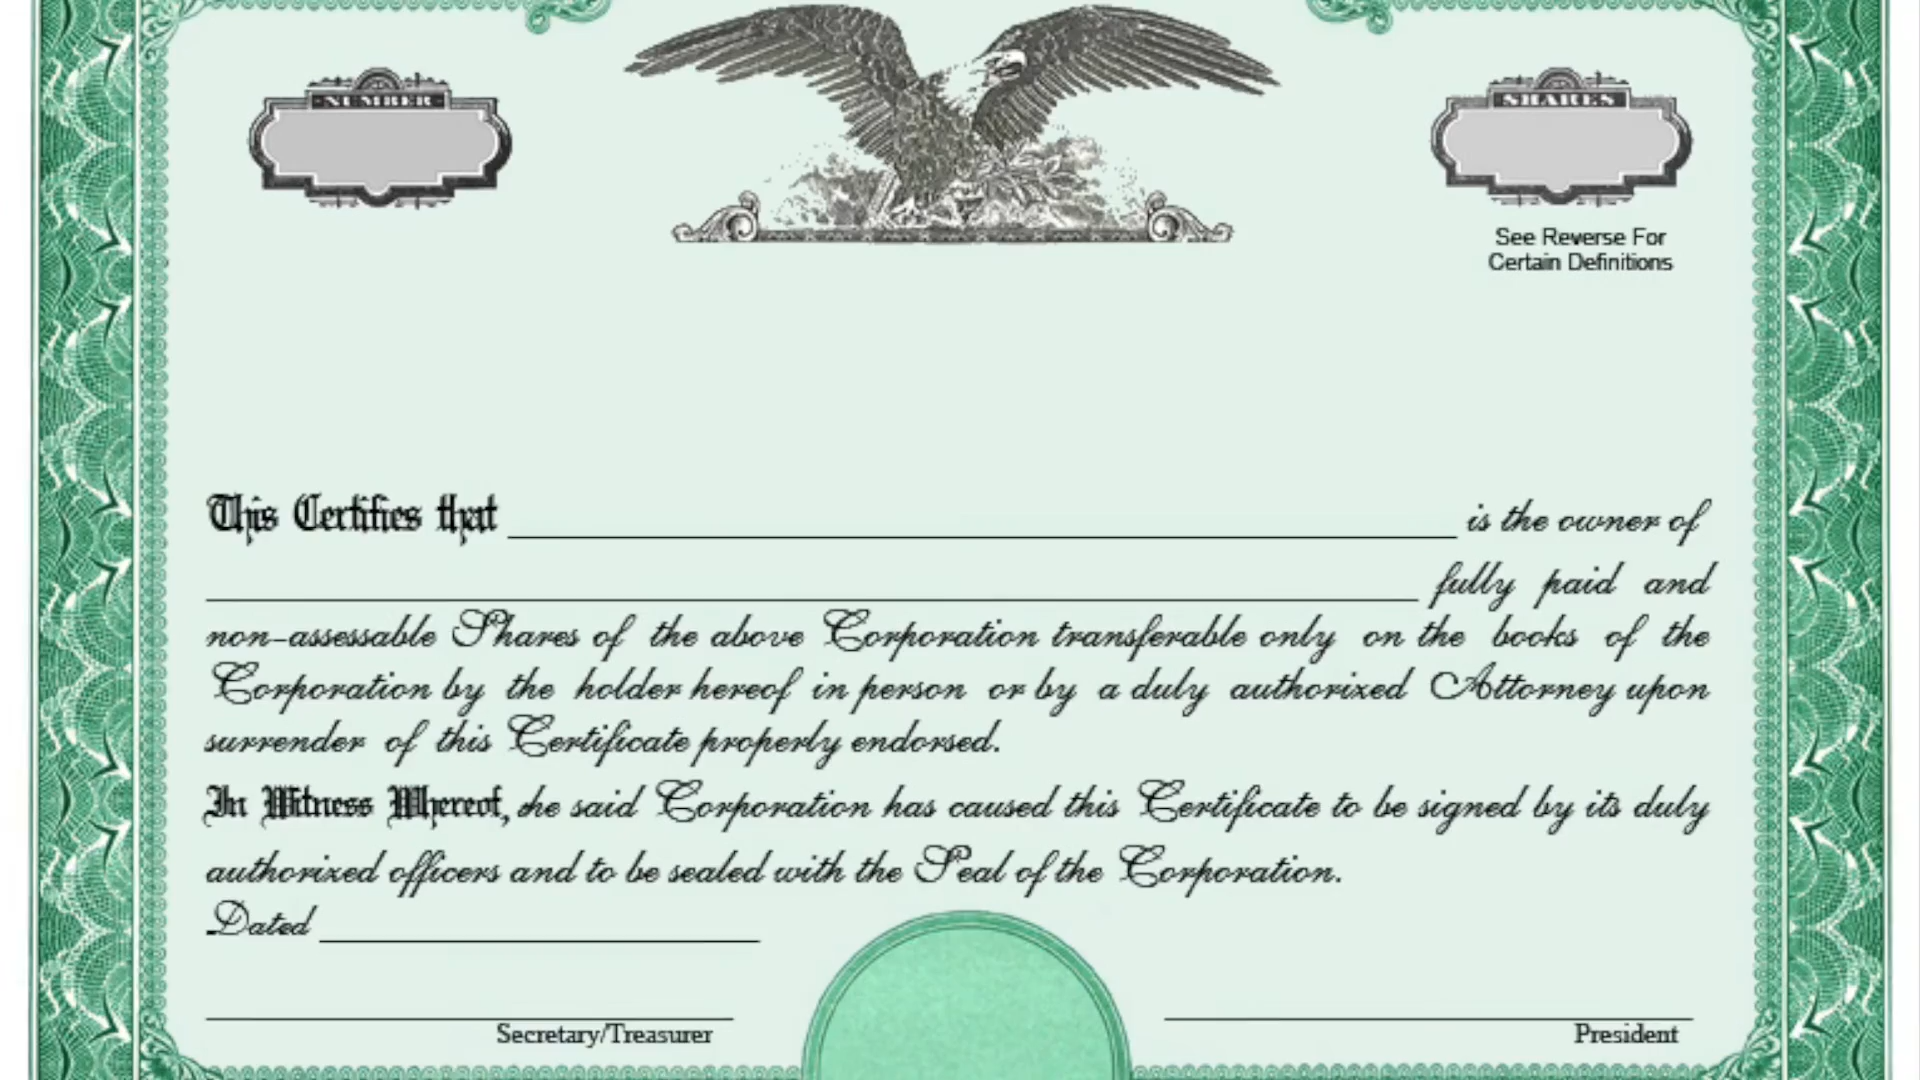 NUMBER
SHARES
See Reverse For
Certain Definitions
This Certifies that is the owner of
fully paid and
non-assessable Shares of the above Corporation transferable only on the books of the
Corporation by the holder hereof in person or by a duly authorized Attorney upon
surrender of this Certificate properly endorsed.
In Witness Whereof, the said Corporation has caused this Certificate to be signed by its duly
authorized officers and to be sealed with the Seal of the Corporation.
Dated
Secretary/Treasurer
President